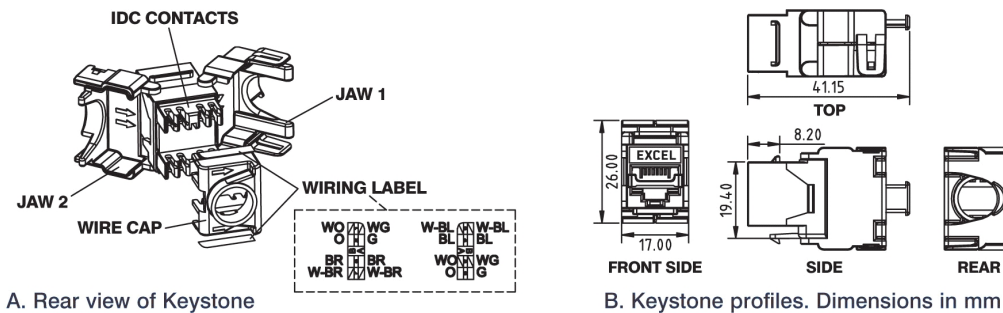 IDC CONTACTS
JAW 1
JAW 2
WIRE CAP
WIRING LABEL
WO WG
O G
B A
BR BR
W-BR W-BR
W-BL W-BL
BL BL
B A
WO WG
O G
A. Rear view of Keystone
41.15
TOP
26.00
EXCEL
17.00
FRONT SIDE
8.20
19.40
SIDE
REAR
B. Keystone profiles. Dimensions in mm